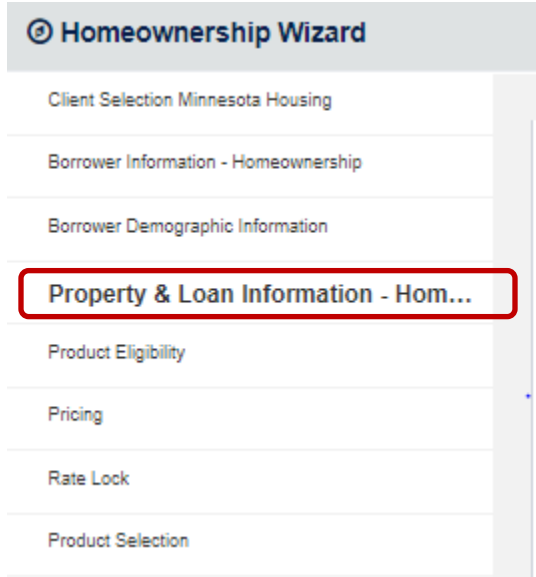 Homeownership Wizard
Client Selection Minnesota Housing
Borrower Information - Homeownership
Borrower Demographic Information
Property & Loan Information - Hom...
Product Eligibility
Pricing
Rate Lock
Product Selection